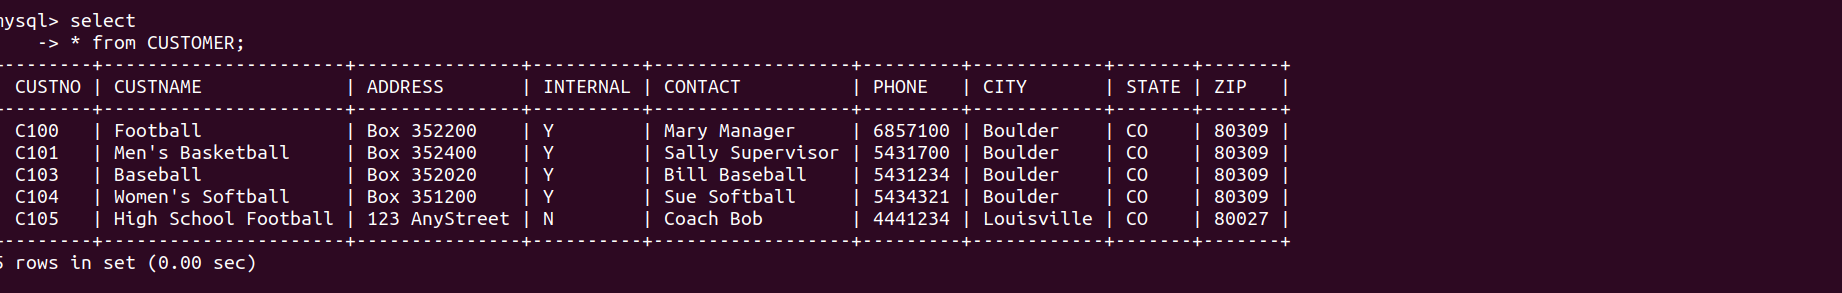 mysql> select
    -> * from CUSTOMER;
--------+----------------------+---------------+----------+------------------+---------+------------+-------+-------+
 CUSTNO | CUSTNAME             | ADDRESS       | INTERNAL | CONTACT          | PHONE   | CITY       | STATE | ZIP   |
--------+----------------------+---------------+----------+------------------+---------+------------+-------+-------+
 C100   | Football             | Box 352200    | Y        | Mary Manager     | 6857100 | Boulder    | CO    | 80309 |
 C101   | Men's Basketball     | Box 352400    | Y        | Sally Supervisor | 5431700 | Boulder    | CO    | 80309 |
 C103   | Baseball             | Box 352020    | Y        | Bill Baseball    | 5431234 | Boulder    | CO    | 80309 |
 C104   | Women's Softball     | Box 351200    | Y        | Sue Softball     | 5434321 | Boulder    | CO    | 80309 |
 C105   | High School Football | 123 AnyStreet | N        | Coach Bob        | 4441234 | Louisville | CO    | 80027 |
--------+----------------------+---------------+----------+------------------+---------+------------+-------+-------+
5 rows in set (0.00 sec)